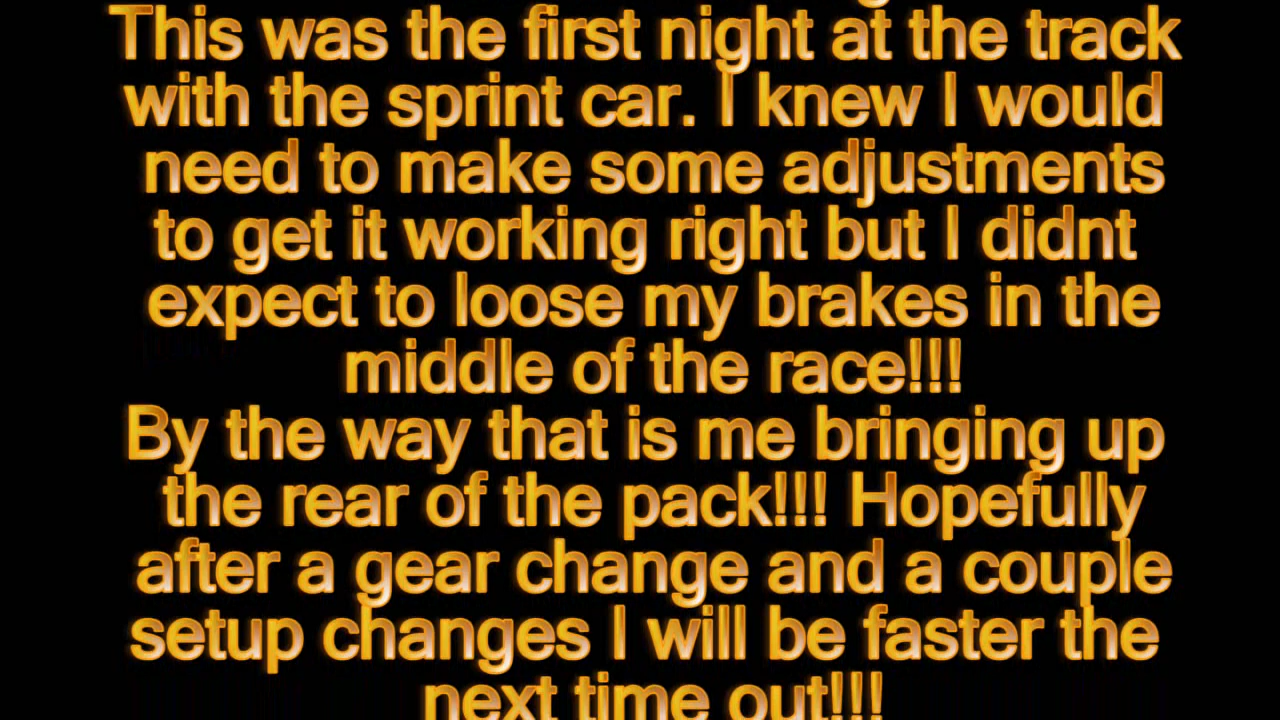 This was the first night at the track
with the sprint car. I knew I would
need to make some adjustments
to get it working right but I didnt
expect to loose my brakes in the
middle of the race!!!
By the way that is me bringing up
the rear of the pack!!! Hopefully
after a gear change and a couple
setup changes I will be faster the
next time out!!!